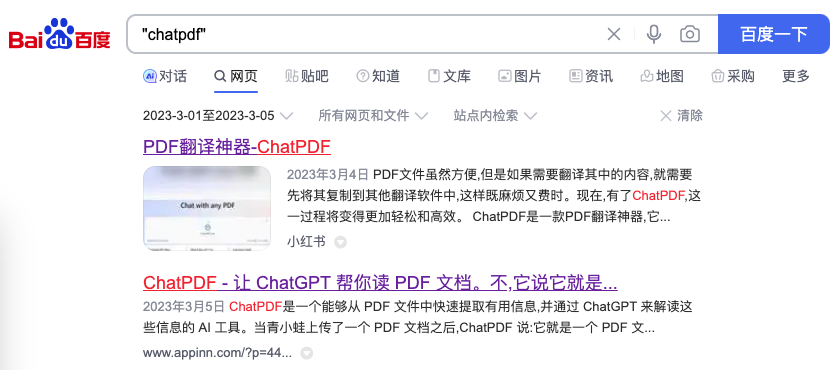 Bai du 百度 "chatpdf" 百度一下
Ai 对话 网页 贴吧 知道 文库 图片 资讯 地图 采购 更多
2023-3-01至2023-3-05 所有网页和文件 站点内检索 清除
PDF翻译神器-ChatPDF
2023年3月4日 PDF文件虽然方便,但是如果需要翻译其中的内容,就需要
先将其复制到其他翻译软件中,这样既麻烦又费时。现在,有了ChatPDF,这
Chat with any PDF
一过程将变得更加轻松和高效。 ChatPDF是一款PDF翻译神器,它...
小红书
ChatPDF - 让 ChatGPT 帮你读 PDF 文档。不,它说它就是...
2023年3月5日 ChatPDF是一个能够从 PDF 文件中快速提取有用信息,并通过 ChatGPT 来解读这
些信息的 AI 工具。当青小蛙上传了一个 PDF 文档之后,ChatPDF 说:它就是一个 PDF 文...
www.appinn.com/?p=44...